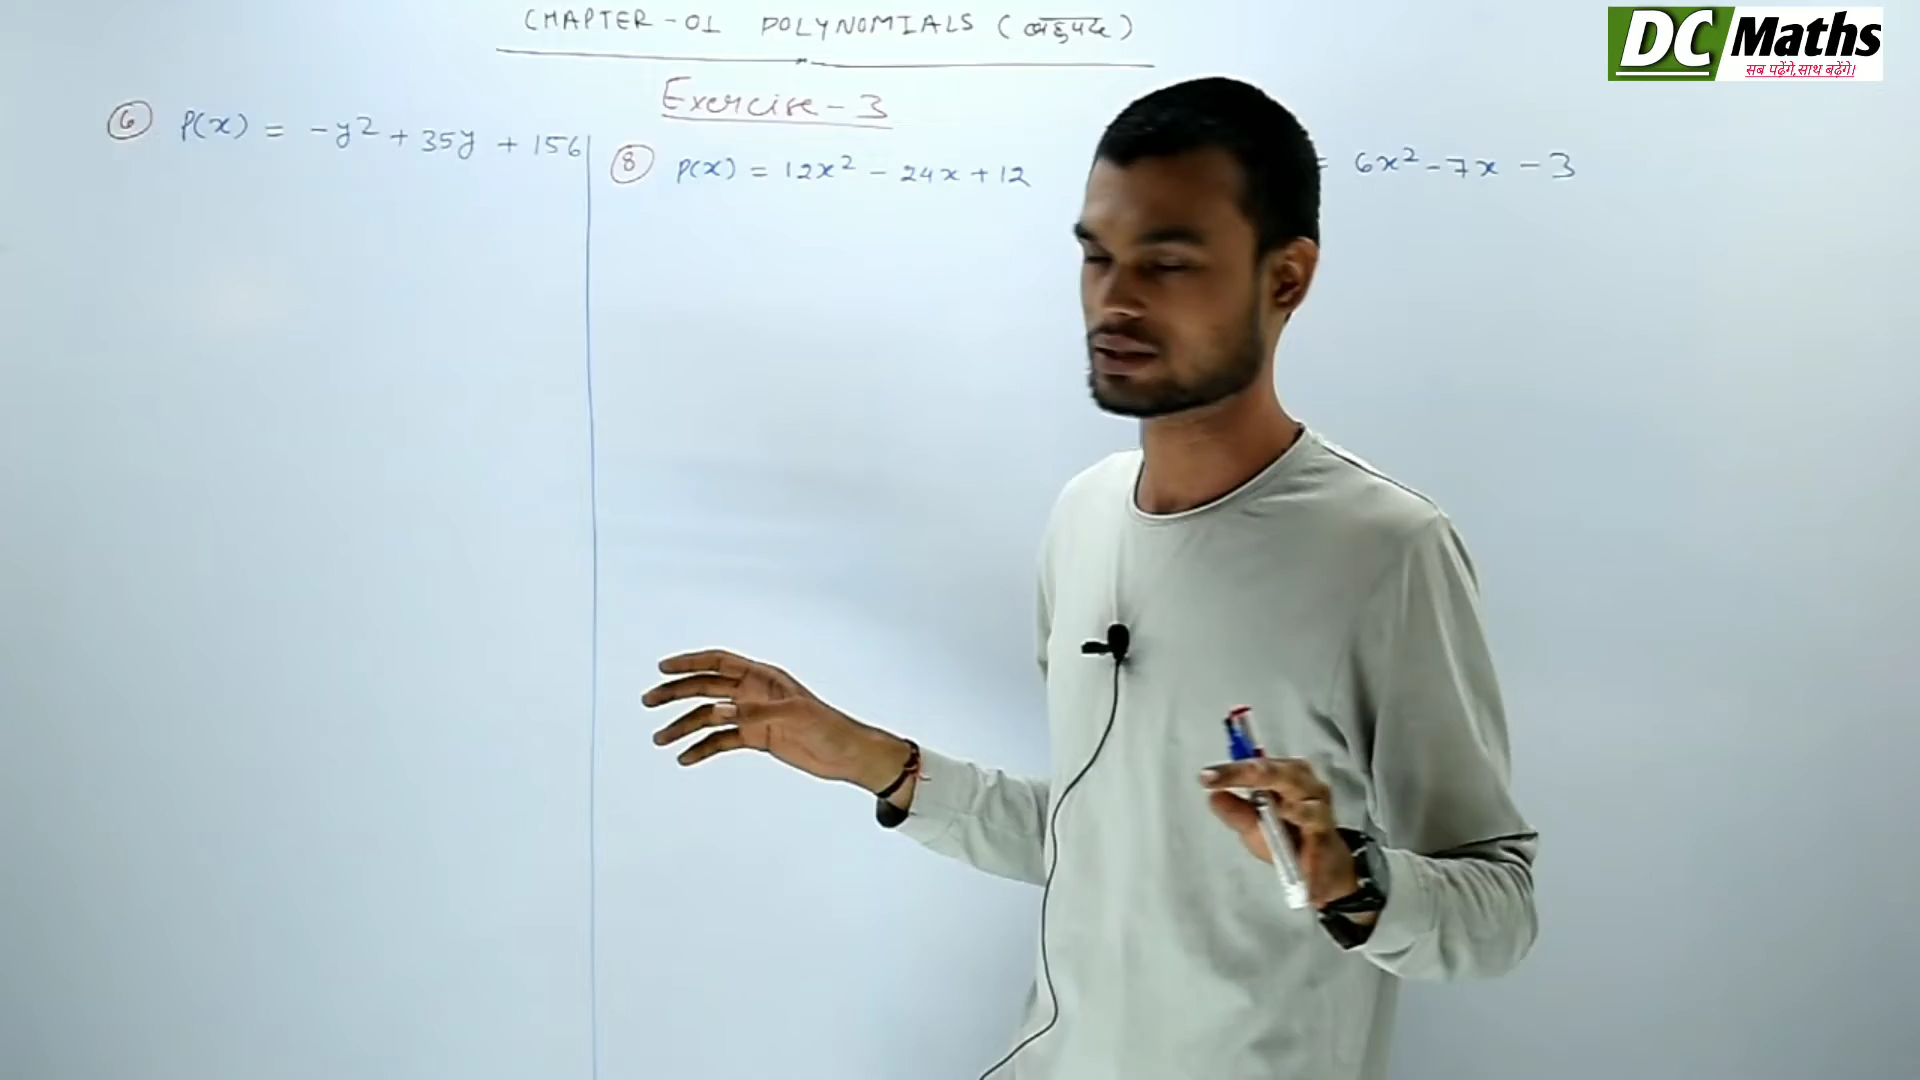 CHAPTER-01 POLYNOMIALS (बहुपद)
DC Maths
सब पढ़ेंगे, साथ बढ़ेंगे।
Exercise-3
6 P(x) = -y2 + 35y + 156
8 P(x) = 12x² - 24x + 12
= 6x² - 7x - 3